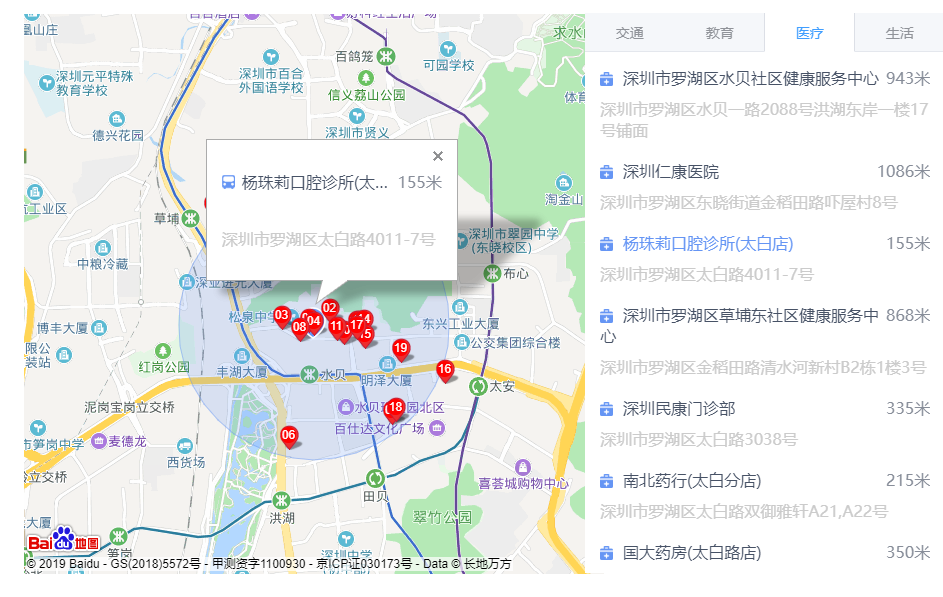 百鸽笼
求水
凰山庄
可园学校
深圳元平特殊
教育学校
深圳市百合
外国语学校
信义荔山公园
体育
德兴花园
深圳市贤义
杨珠莉口腔诊所(太... 155米
深圳市罗湖区太白路4011-7号
工业区
淘金山
草埔
深圳市翠园中学
(东晓校区)
中粮冷藏
布心
深业进元大厦
松泉中学
03
02
04
08
11
17
14
15
东兴工业大厦
博丰大厦
公交集团综合楼
限公
装站
19
红岗公园
丰湖大厦
水贝
明泽大厦
16
太安
泥岗宝岗立交桥
18
园北区
百仕达文化广场
06
市笋岗中学
麦德龙
西货场
立交桥
喜荟城购物中心
田贝
洪湖
翠竹公园
大厦
Bai du 地图
笋岗
深圳中学
© 2019 Baidu - GS(2018)5572号 - 甲测资字1100930 - 京ICP证030173号 - Data © 长地万方
交通 教育 医疗 生活
深圳市罗湖区水贝社区健康服务中心 943米
深圳市罗湖区水贝一路2088号洪湖东岸一楼17
号铺面
深圳仁康医院 1086米
深圳市罗湖区东晓街道金稻田路吓屋村8号
杨珠莉口腔诊所(太白店) 155米
深圳市罗湖区太白路4011-7号
深圳市罗湖区草埔东社区健康服务中 868米
心
深圳市罗湖区金稻田路清水河新村B2栋1楼3号
深圳民康门诊部 335米
深圳市罗湖区太白路3038号
南北药行(太白分店) 215米
深圳市罗湖区太白路双御雅轩A21,A22号
国大药房(太白路店) 350米